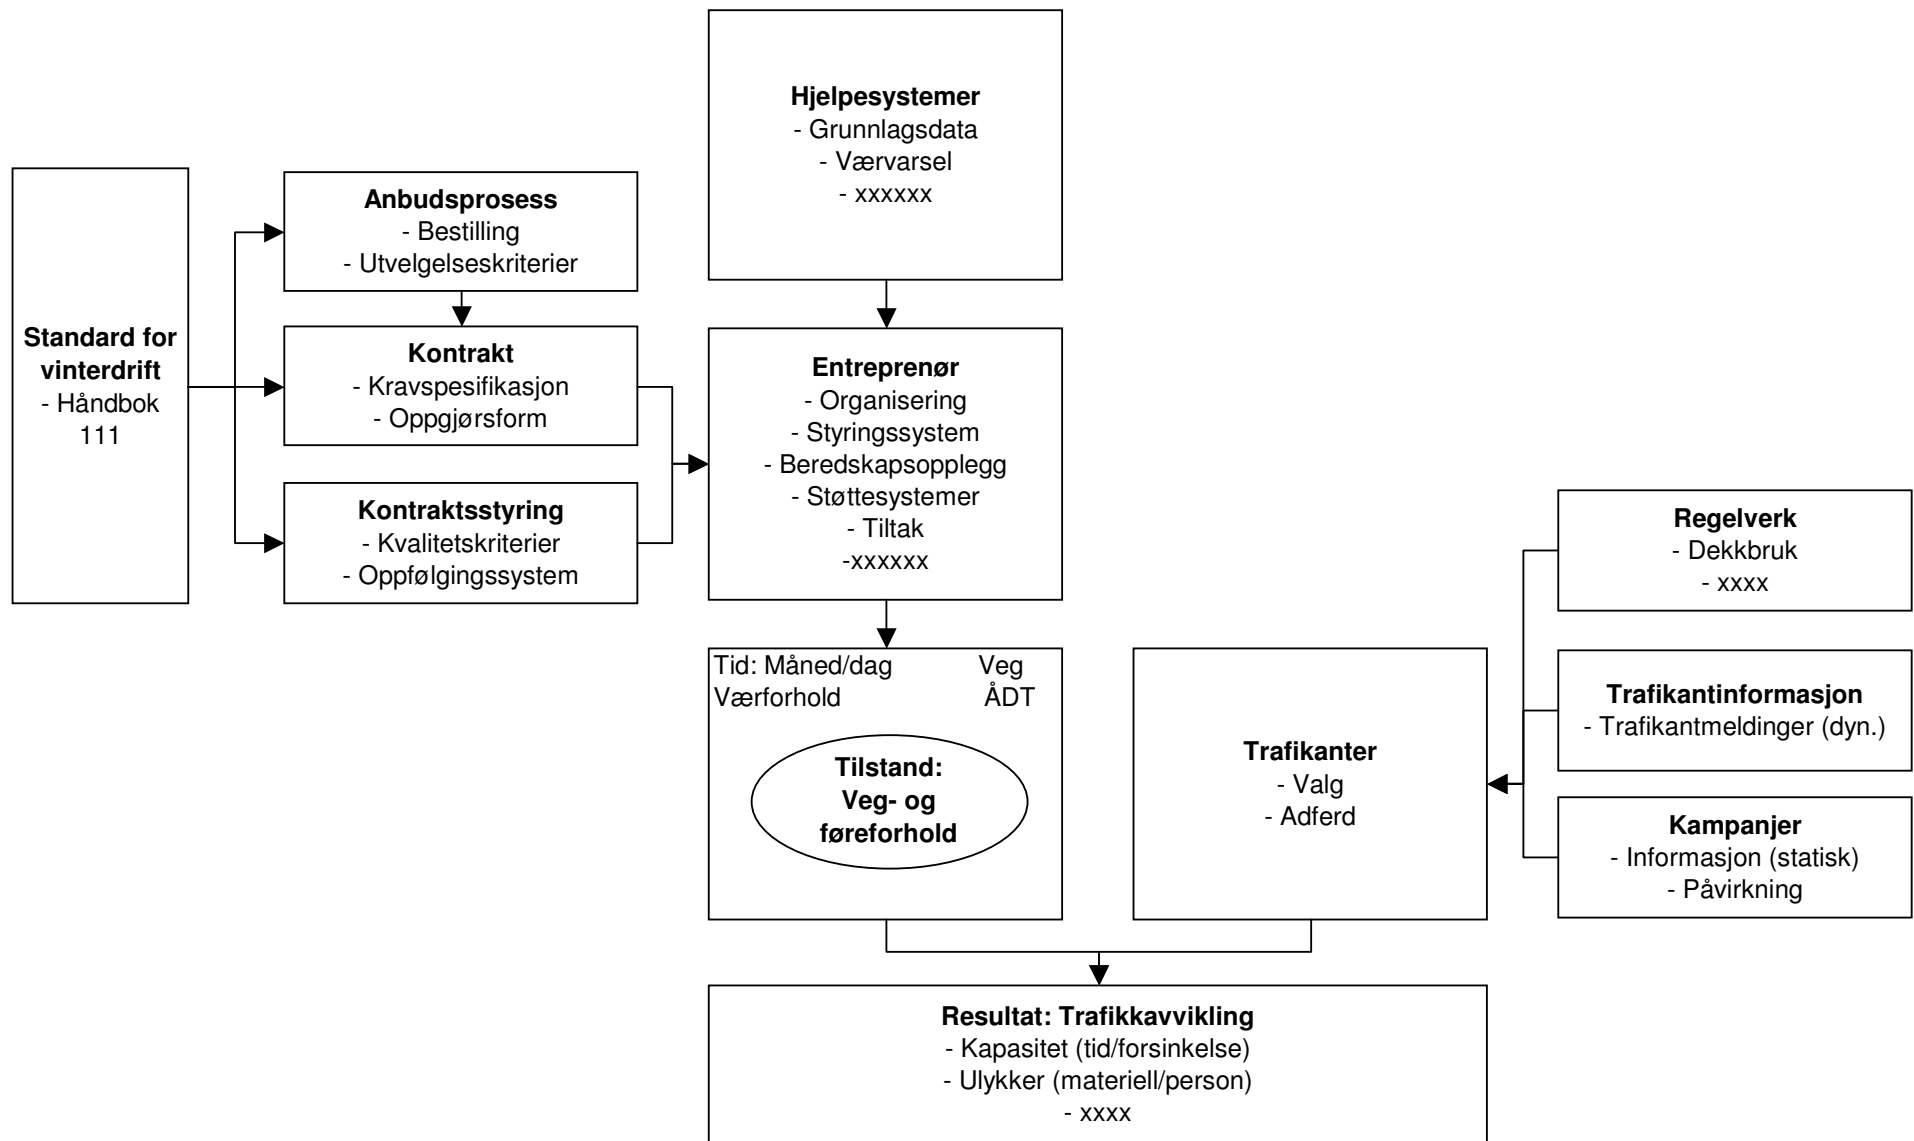 Hjelpesystemer
- Grunnlagsdata
- Værvarsel
- xxxxxx
Standard for
vinterdrift
- Håndbok
111
Anbudsprosess
- Bestilling
- Utvelgelseskriterier
Kontrakt
- Kravspesifikasjon
- Oppgjørsform
Kontraktsstyring
- Kvalitetskriterier
- Oppfølgingssystem
Entreprenør
- Organisering
- Styringssystem
- Beredskapsopplegg
- Støttesystemer
- Tiltak
-xxxxxx
Tid: Måned/dag Veg
Værforhold ÅDT
Tilstand:
Veg- og
føreforhold
Trafikanter
- Valg
- Adferd
Regelverk
- Dekkbruk
- xxxx
Trafikantinformasjon
- Trafikantmeldinger (dyn.)
Kampanjer
- Informasjon (statisk)
- Påvirkning
Resultat: Trafikkavvikling
- Kapasitet (tid/forsinkelse)
- Ulykker (materiell/person)
- xxxx